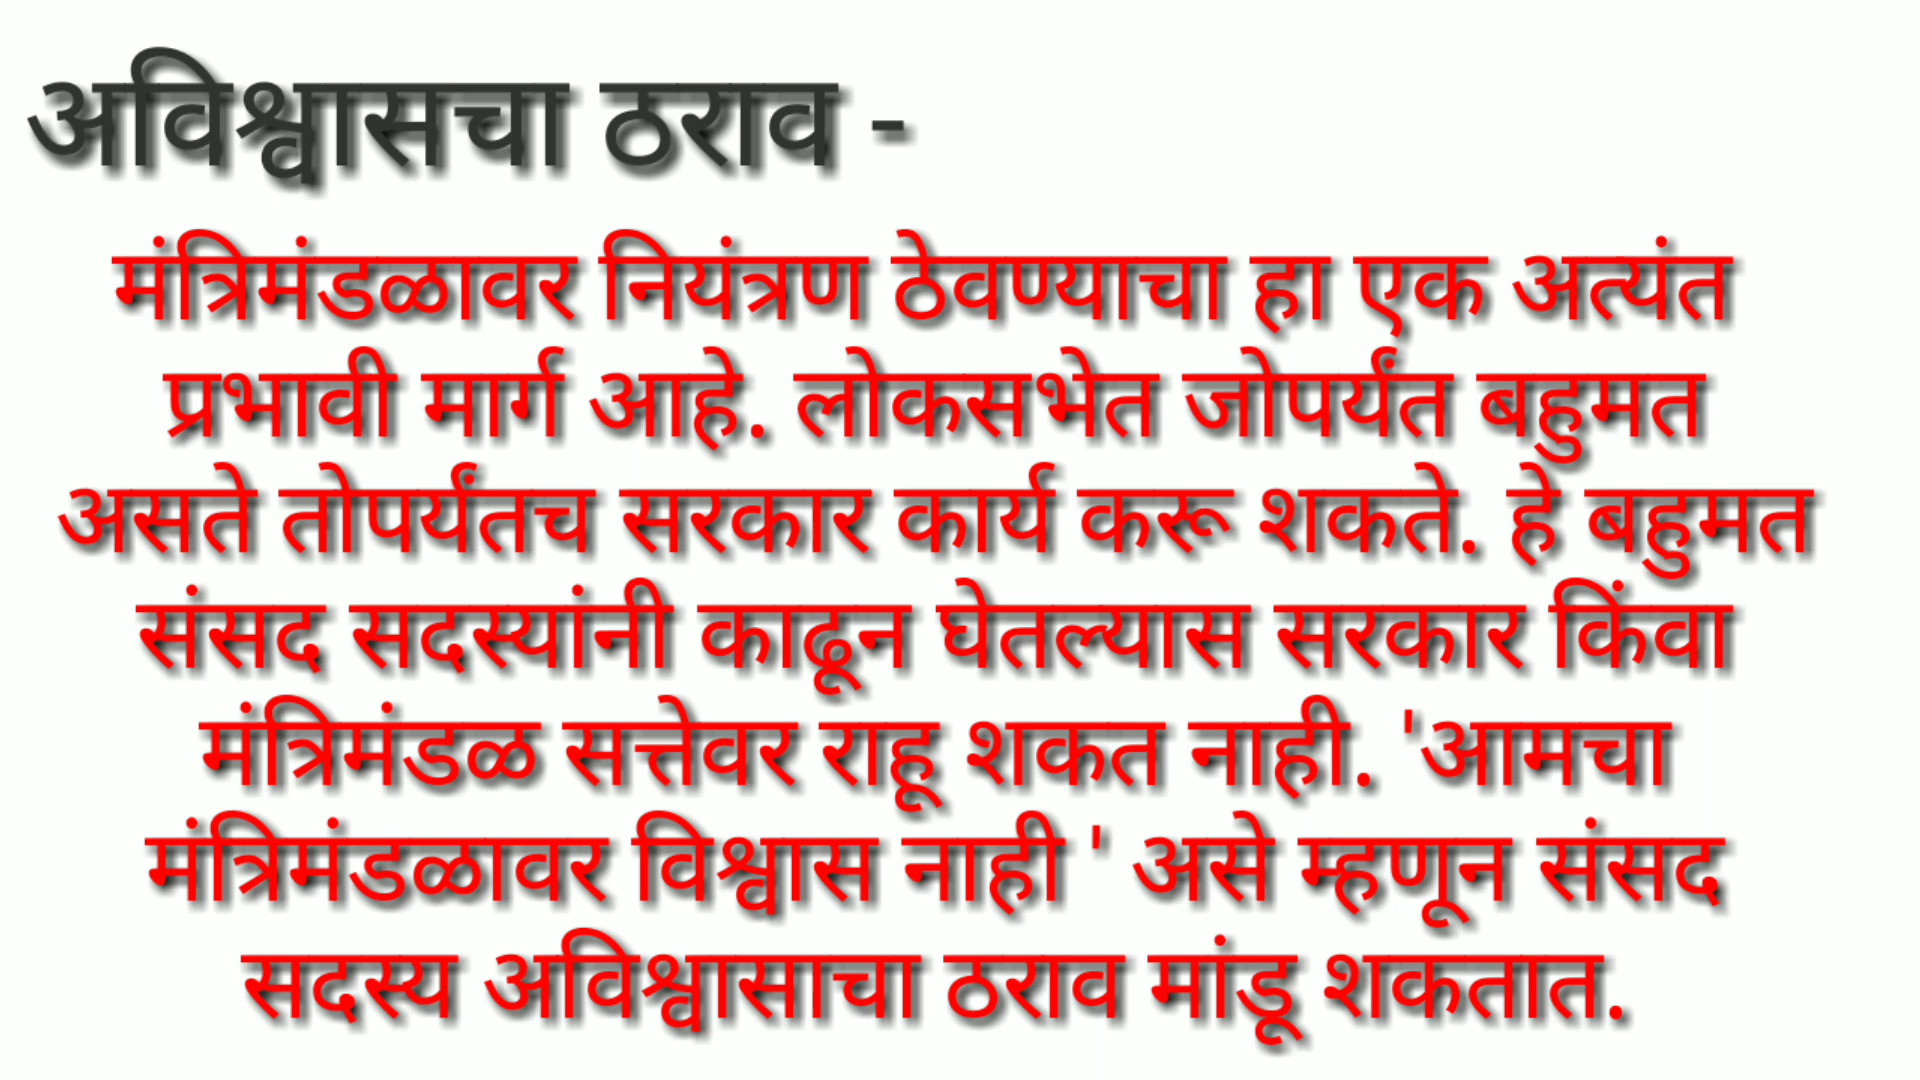 अविश्वासचा ठराव -
मंत्रिमंडळावर नियंत्रण ठेवण्याचा हा एक अत्यंत
प्रभावी मार्ग आहे. लोकसभेत जोपर्यंत बहुमत
असते तोपर्यंतच सरकार कार्य करू शकते. हे बहुमत
संसद सदस्यांनी काढून घेतल्यास सरकार किंवा
मंत्रिमंडळ सत्तेवर राहू शकत नाही. 'आमचा
मंत्रिमंडळावर विश्वास नाही ' असे म्हणून संसद
सदस्य अविश्वासाचा ठराव मांडू शकतात.